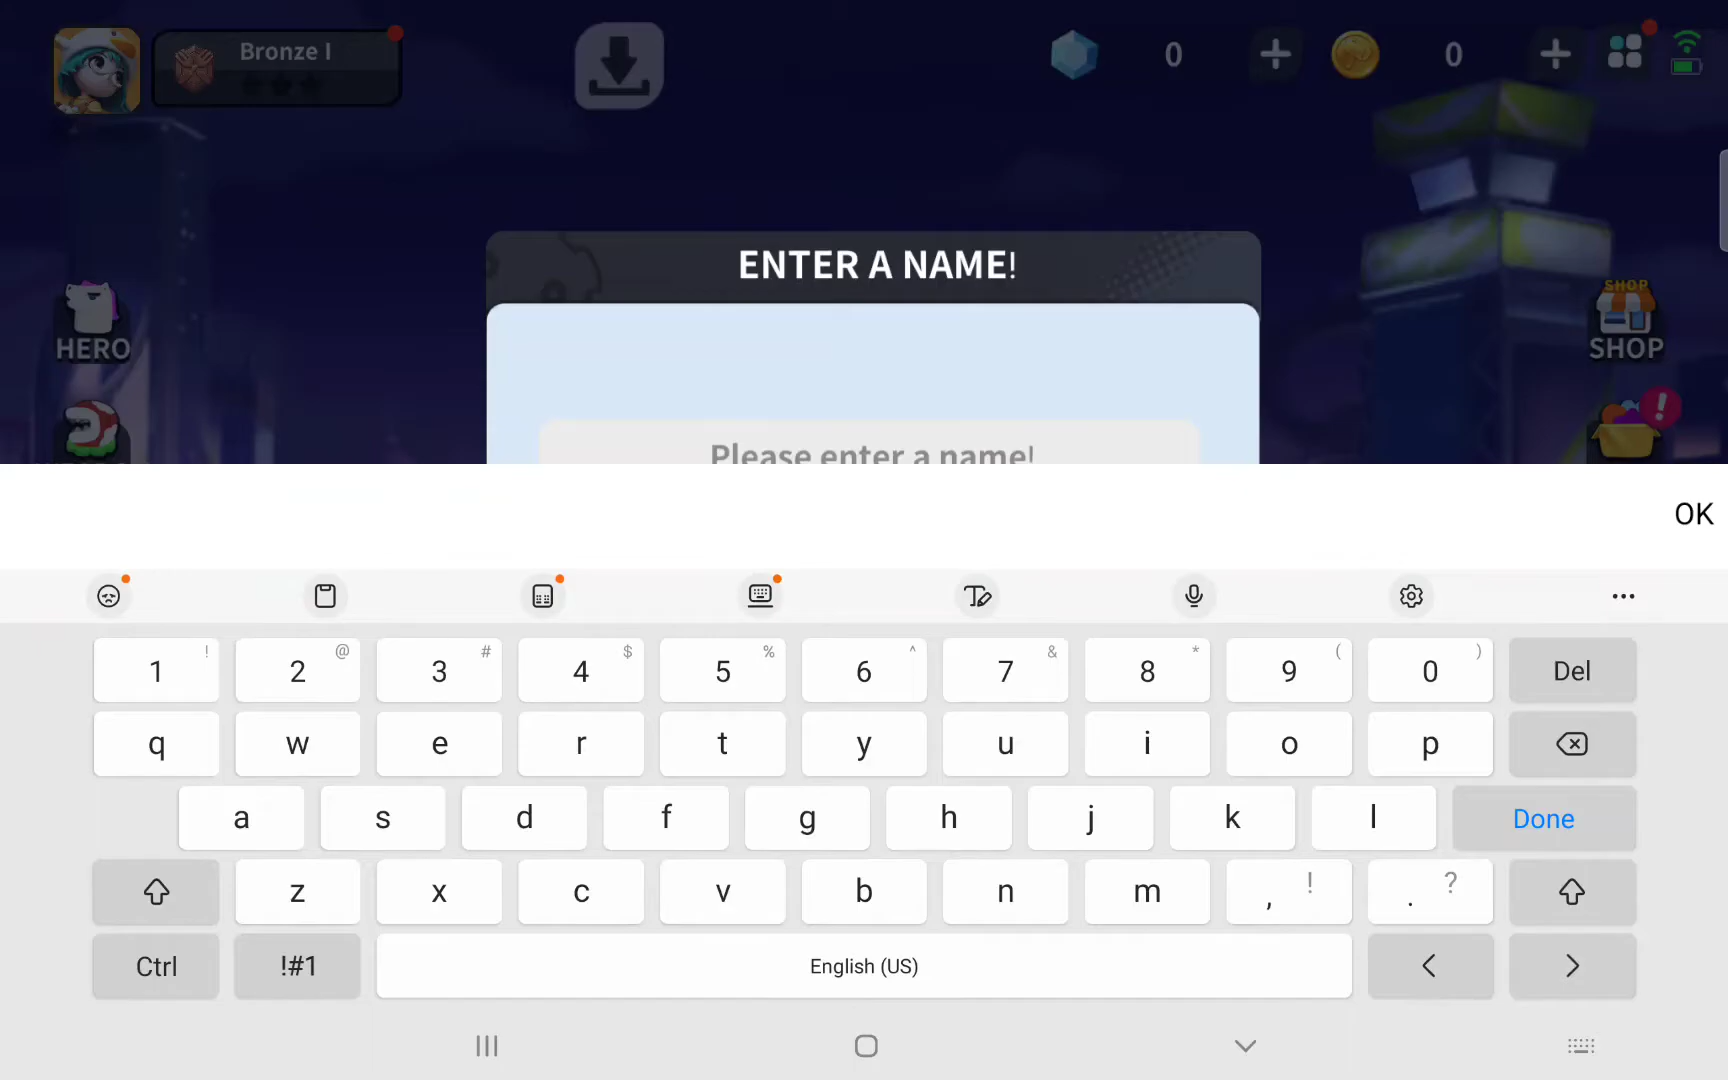 Bronze I
0
0
ENTER A NAME!
HERO
SHOP
SHOP
!
Please enter a name!
OK
1 ! 2 @ 3 # 4 $ 5 % 6 ^ 7 & 8 * 9 ( 0 ) Del
q w e r t y u i o p
a s d f g h j k l Done
z x c v b n m , ! . ?
Ctrl !#1 English (US) < >